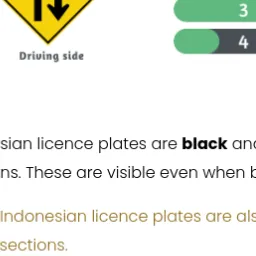 3
4
Driving side
sian licence plates are black and
ns. These are visible even when b
Indonesian licence plates are als
sections.